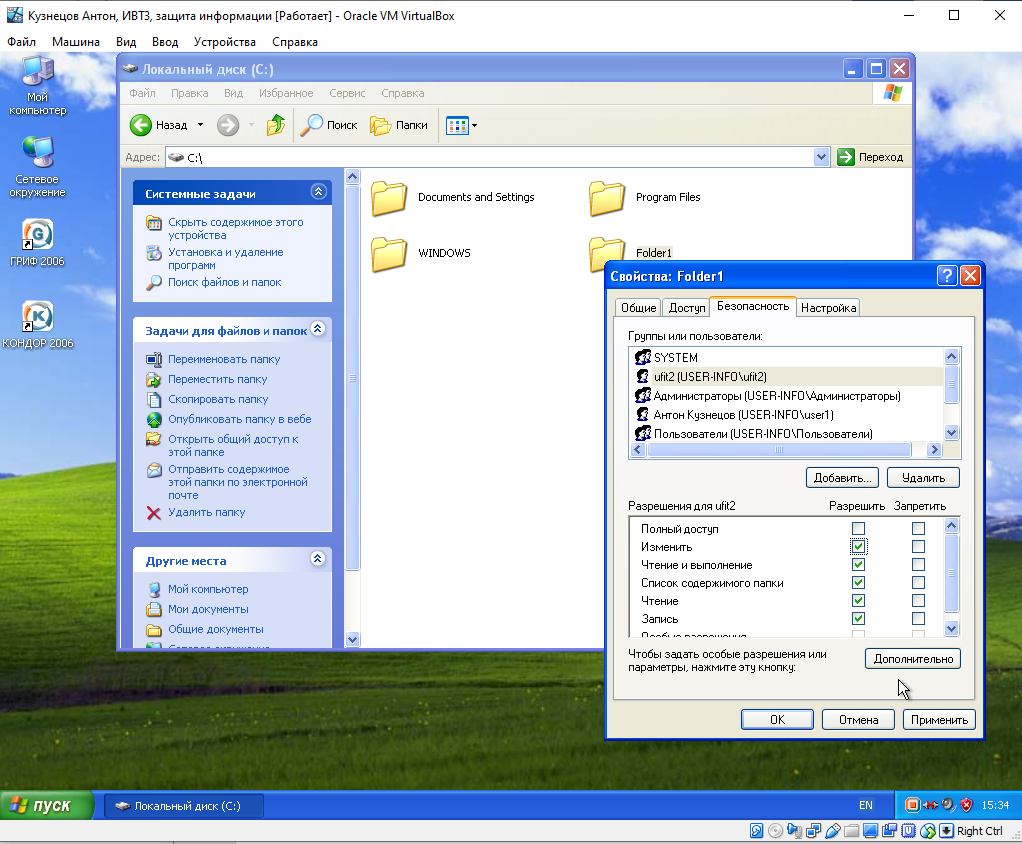 Кузнецов Антон, ИВТЗ, защита информации [Работает] - Oracle VM VirtualBox
Файл Машина Вид Ввод Устройства Справка
Мой компьютер
Сетевое окружение
ГРИФ 2006
КОНДОР 2006
Локальный диск (C:)
Файл Правка Вид Избранное Сервис Справка
Назад Поиск Папки
Адрес: C:\ Переход
Системные задачи
Скрыть содержимое этого
устройства
Установка и удаление
программ
Поиск файлов и папок
Задачи для файлов и папок
Переименовать папку
Переместить папку
Скопировать папку
Опубликовать папку в вебе
Открыть общий доступ к
этой папке
Отправить содержимое
этой папки по электронной
почте
Удалить папку
Другие места
Мой компьютер
Мои документы
Общие документы
Сетевое окружение
Documents and Settings
Program Files
WINDOWS
Folder1
Свойства: Folder1
Общие Доступ Безопасность Настройка
Группы или пользователи:
SYSTEM
ufit2 (USER-INFO\ufit2)
Администраторы (USER-INFO\Администраторы)
Антон Кузнецов (USER-INFO\user1)
Пользователи (USER-INFO\Пользователи)
Добавить... Удалить
Разрешения для ufit2 Разрешить Запретить
Полный доступ
Изменить
Чтение и выполнение
Список содержимого папки
Чтение
Запись
Особые разрешения
Чтобы задать особые разрешения или
параметры, нажмите эту кнопку:
Дополнительно
OK Отмена Применить
пуск Локальный диск (C:) EN 15:34
Right Ctrl